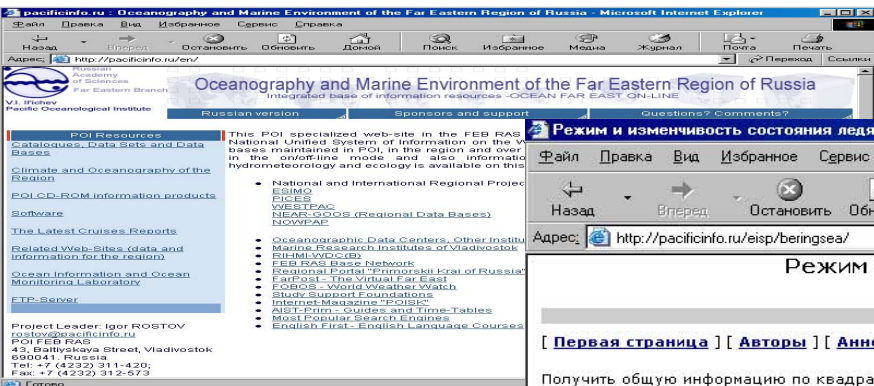 pacificinfo.ru : Oceanography and Marine Environment of the Far Eastern Region of Russia - Microsoft Internet Explorer
Файл Правка Вид Избранное Сервис Справка
Назад Вперед Остановить Обновить Домой Поиск Избранное Медиа Журнал Почта Печать
Адрес: http://pacificinfo.ru/en/ Переход Ссылки
Russian
Academy
of Sciences
Far Eastern Branch
V.I. Il'ichev
Pacific Oceanological Institute
Oceanography and Marine Environment of the Far Eastern Region of Russia
Integrated base of information resources -OCEAN FAR EAST ON-LINE
Russian version Sponsors and support Questions? Comments?
POI Resources
Catalogues, Data Sets and Data
Bases
Climate and Oceanography of the
Region
POI CD-ROM information products
Software
The Latest Cruises Reports
Related Web-Sites (data and
information for the region)
Ocean Information and Ocean
Monitoring Laboratory
FTP-Server
Project Leader: Igor ROSTOV
rostov@pacificinfo.ru
POI FEB RAS
43, Baltiyskaya Street, Vladivostok
690041. Russia
Tel: +7 (4232) 311-420;
Fax: +7 (4232) 312-573
Готово
This POI specialized web-site in the FEB RAS
National Unified System of Information on the W
bases maintained in POI, in the region and over
in the on/off-line mode and also informatio
hydrometeorology and ecology is available on this
National and International Regional Projec
ESIMO
PICES
WESTPAC
NEAR-GOOS (Regional Data Bases)
NOWPAP
Oceanographic Data Centers, Other Institu
Marine Research Institutes of Vladivostok
RIHMI-WDC(B)
FEB RAS Base Network
Regional Portal "Primorskii Krai of Russia"
FarPost - The Virtual Far East
FOBOS - World Weather Watch
Study Support Foundations
Internet-Magazine "POISK"
AIST-Prim - Guides and Time-Tables
Most Popular Search Engines
English First - English Language Courses
Режим и изменчивость состояния ледя
Файл Правка Вид Избранное Сервис
Назад Вперед Остановить Обн
Адрес: http://pacificinfo.ru/eisp/beringsea/
Режим
[ Первая страница ] [ Авторы ] [ Анно
Получить общую информацию по квадра